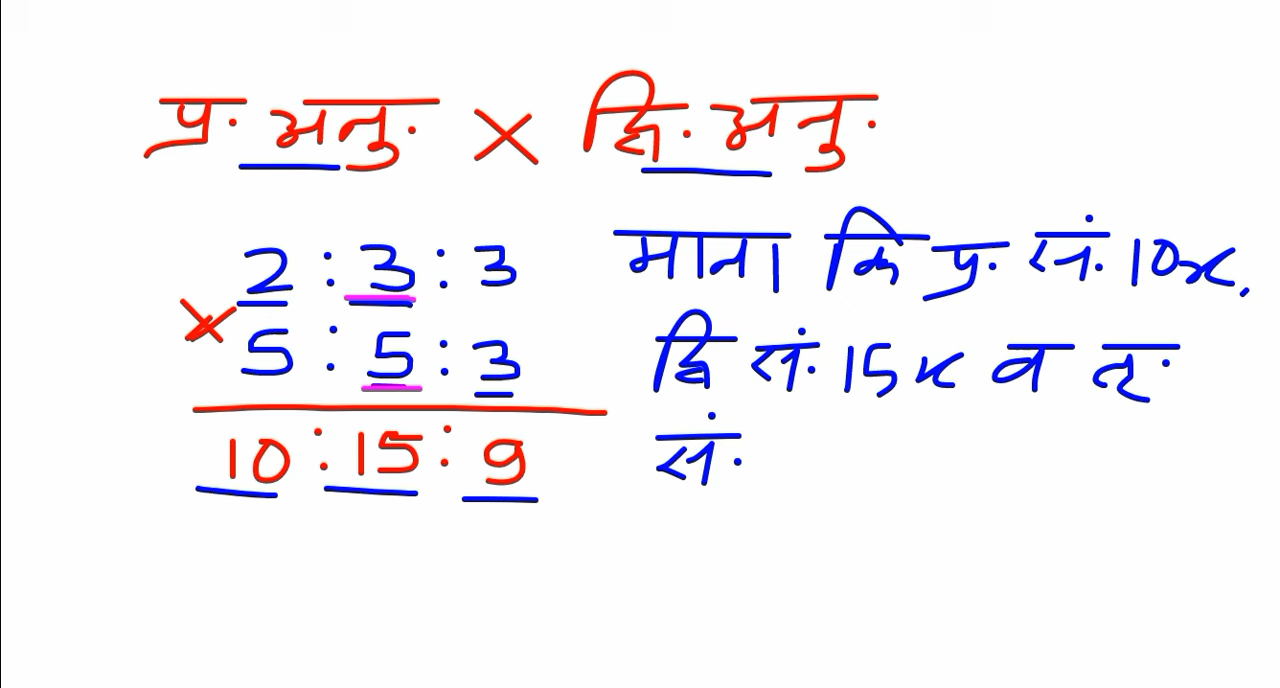 प्र. अनु. × द्वि. अनु.
2 : 3 : 3
× 5 : 5 : 3
10 : 15 : 9
माना कि प्र. सं. 10x,
द्वि सं. 15x व तृ.
सं.